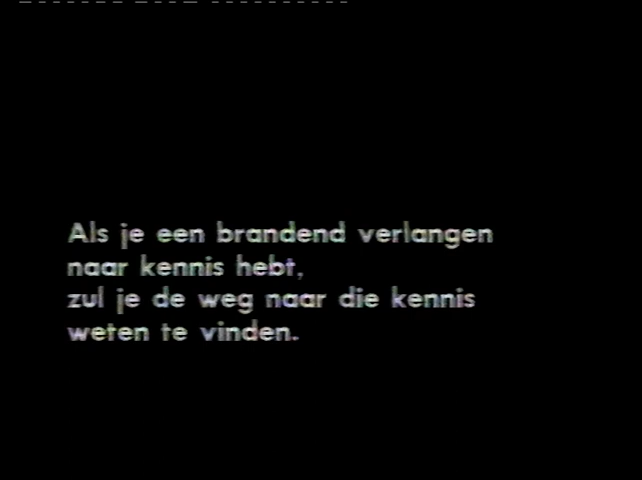 Als je een brandend verlangen
naar kennis hebt,
zul je de weg naar die kennis
weten te vinden.